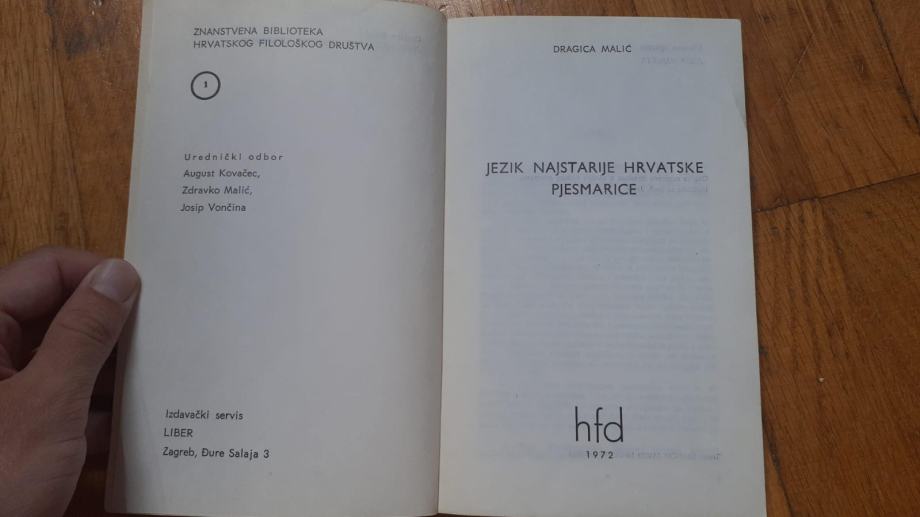 ZNANSTVENA BIBLIOTEKA
HRVATSKOG FILOLOŠKOG DRUŠTVA
1
Urednički odbor
August Kovačec,
Zdravko Malić,
Josip Vončina
Izdavački servis
LIBER
Zagreb, Đure Salaja 3
DRAGICA MALIĆ
JEZIK NAJSTARIJE HRVATSKE
PJESMARICE
hfd
1972